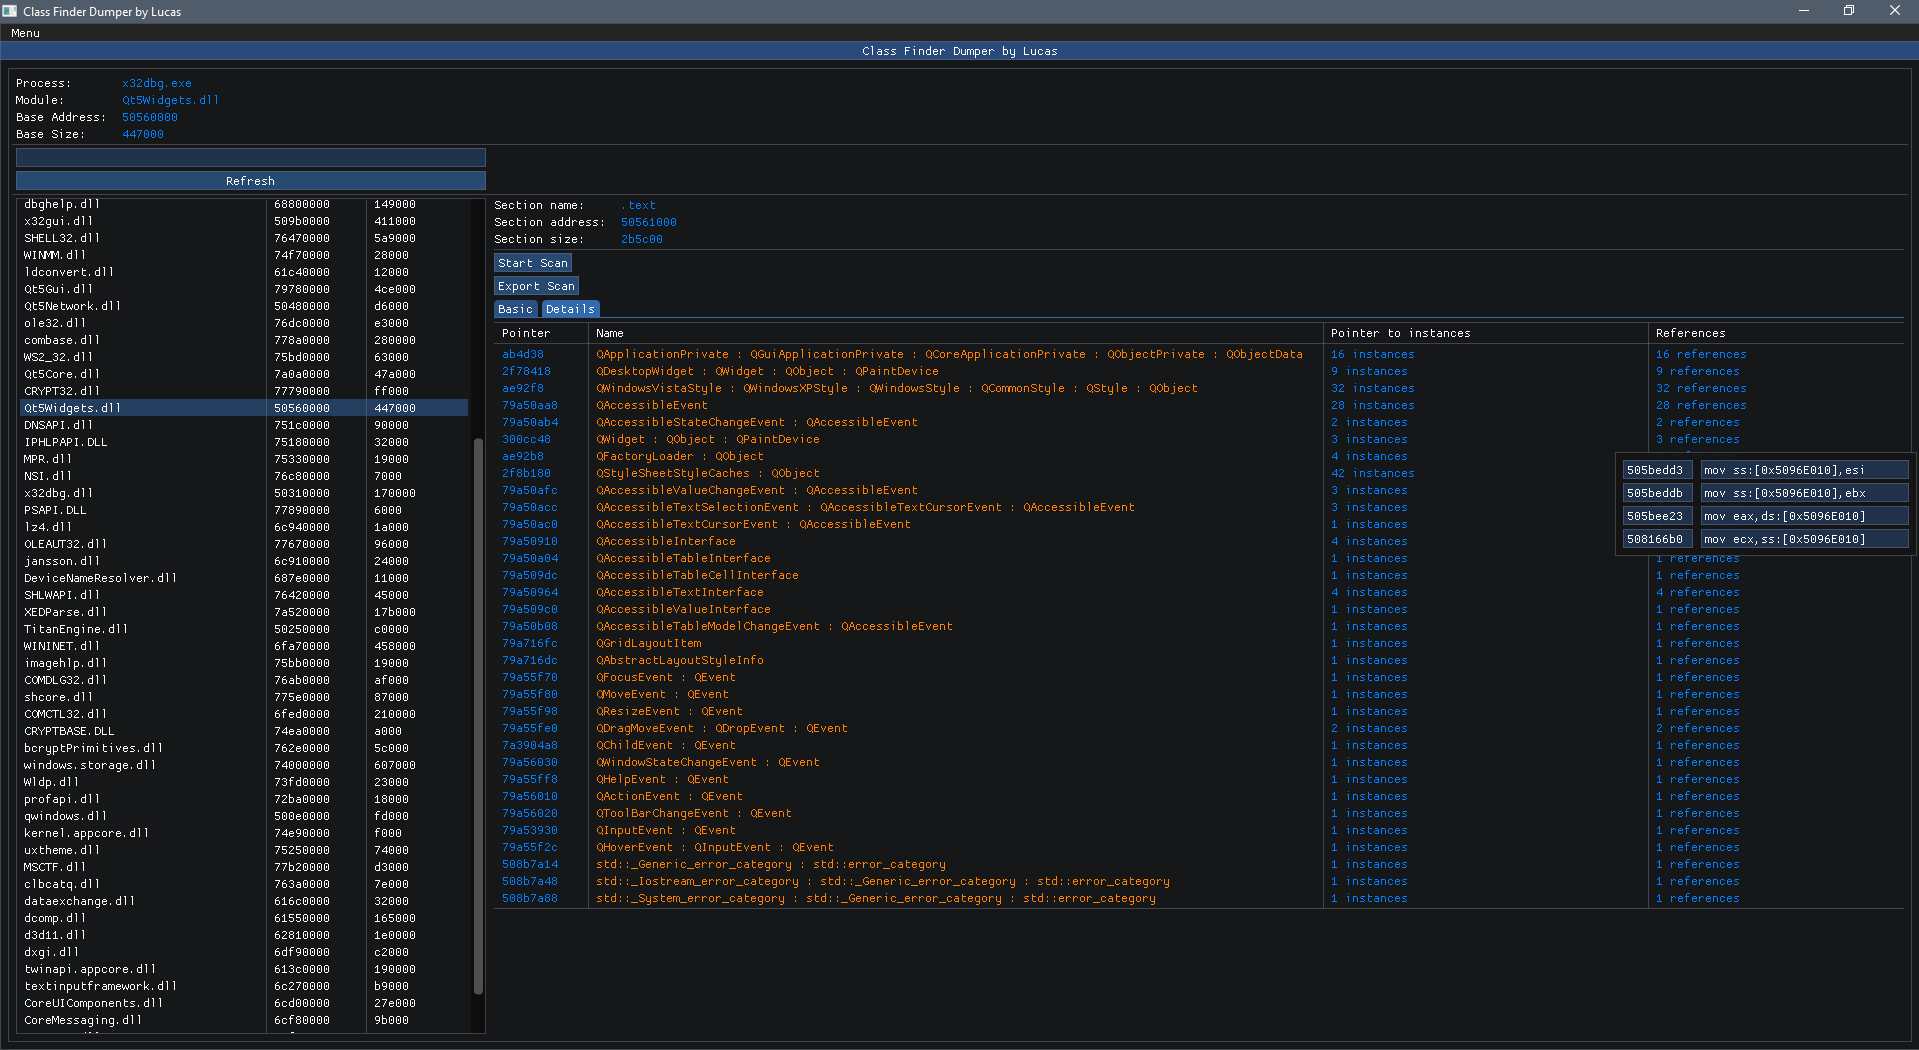 Class Finder Dumper by Lucas
Menu
Class Finder Dumper by Lucas
Process: x32dbg.exe
Module: Qt5Widgets.dll
Base Address: 50560000
Base Size: 447000
Refresh
dbghelp.dll 68800000 149000
x32gui.dll 509b0000 411000
SHELL32.dll 76470000 5a9000
WINMM.dll 74f70000 28000
ldconvert.dll 61c40000 12000
Qt5Gui.dll 79780000 4ce000
Qt5Network.dll 50480000 d6000
ole32.dll 76dc0000 e3000
combase.dll 778a0000 280000
WS2_32.dll 75bd0000 63000
Qt5Core.dll 7a0a0000 47a000
CRYPT32.dll 77790000 ff000
Qt5Widgets.dll 50560000 447000
DNSAPI.dll 751c0000 90000
IPHLPAPI.DLL 75180000 32000
MPR.dll 75330000 19000
NSI.dll 76c80000 7000
x32dbg.dll 50310000 170000
PSAPI.DLL 77890000 6000
lz4.dll 6c940000 1a000
OLEAUT32.dll 77670000 96000
jansson.dll 6c910000 24000
DeviceNameResolver.dll 687e0000 11000
SHLWAPI.dll 76420000 45000
XEDParse.dll 7a520000 17b000
TitanEngine.dll 50250000 c0000
WININET.dll 6fa70000 458000
imagehlp.dll 75bb0000 19000
COMDLG32.dll 76ab0000 af000
shcore.dll 775e0000 87000
COMCTL32.dll 6fed0000 210000
CRYPTBASE.DLL 74ea0000 a000
bcryptPrimitives.dll 762e0000 5c000
windows.storage.dll 74000000 607000
Wldp.dll 73fd0000 23000
profapi.dll 72ba0000 18000
qwindows.dll 500e0000 fd000
kernel.appcore.dll 74e90000 f000
uxtheme.dll 75250000 74000
MSCTF.dll 77b20000 d3000
clbcatq.dll 763a0000 7e000
dataexchange.dll 616c0000 32000
dcomp.dll 61550000 165000
d3d11.dll 62810000 1e0000
dxgi.dll 6df90000 c2000
twinapi.appcore.dll 613c0000 190000
textinputframework.dll 6c270000 b9000
CoreUIComponents.dll 6cd00000 27e000
CoreMessaging.dll 6cf80000 9b000
Section name: .text
Section address: 50561000
Section size: 2b5c00
Start Scan
Export Scan
Basic Details
Pointer Name Pointer to instances References
ab4d38 QApplicationPrivate : QGuiApplicationPrivate : QCoreApplicationPrivate : QObjectPrivate : QObjectData 16 instances 16 references
2f78418 QDesktopWidget : QWidget : QObject : QPaintDevice 9 instances 9 references
ae92f8 QWindowsVistaStyle : QWindowsXPStyle : QWindowsStyle : QCommonStyle : QStyle : QObject 32 instances 32 references
79a50aa8 QAccessibleEvent 28 instances 28 references
79a50ab4 QAccessibleStateChangeEvent : QAccessibleEvent 2 instances 2 references
300cc48 QWidget : QObject : QPaintDevice 3 instances 3 references
ae92b8 QFactoryLoader : QObject 4 instances
2f8b180 QStyleSheetStyleCaches : QObject 42 instances
79a50afc QAccessibleValueChangeEvent : QAccessibleEvent 3 instances
79a50acc QAccessibleTextSelectionEvent : QAccessibleTextCursorEvent : QAccessibleEvent 3 instances
79a50ac0 QAccessibleTextCursorEvent : QAccessibleEvent 1 instances
79a50910 QAccessibleInterface 4 instances
79a50a04 QAccessibleTableInterface 1 instances 1 references
79a509dc QAccessibleTableCellInterface 1 instances 1 references
79a50964 QAccessibleTextInterface 4 instances 4 references
79a509c0 QAccessibleValueInterface 1 instances 1 references
79a50b08 QAccessibleTableModelChangeEvent : QAccessibleEvent 1 instances 1 references
79a716fc QGridLayoutItem 1 instances 1 references
79a716dc QAbstractLayoutStyleInfo 1 instances 1 references
79a55f70 QFocusEvent : QEvent 1 instances 1 references
79a55f80 QMoveEvent : QEvent 1 instances 1 references
79a55f98 QResizeEvent : QEvent 1 instances 1 references
79a55fe0 QDragMoveEvent : QDropEvent : QEvent 2 instances 2 references
7a3904a8 QChildEvent : QEvent 1 instances 1 references
79a56030 QWindowStateChangeEvent : QEvent 1 instances 1 references
79a55ff8 QHelpEvent : QEvent 1 instances 1 references
79a56010 QActionEvent : QEvent 1 instances 1 references
79a56020 QToolBarChangeEvent : QEvent 1 instances 1 references
79a53930 QInputEvent : QEvent 1 instances 1 references
79a55f2c QHoverEvent : QInputEvent : QEvent 1 instances 1 references
508b7a14 std::_Generic_error_category : std::error_category 1 instances 1 references
508b7a48 std::_Iostream_error_category : std::_Generic_error_category : std::error_category 1 instances 1 references
508b7a88 std::_System_error_category : std::_Generic_error_category : std::error_category 1 instances 1 references
505bedd3 mov ss:[0x5096E010],esi
505beddb mov ss:[0x5096E010],ebx
505bee23 mov eax,ds:[0x5096E010]
508166b0 mov ecx,ss:[0x5096E010]